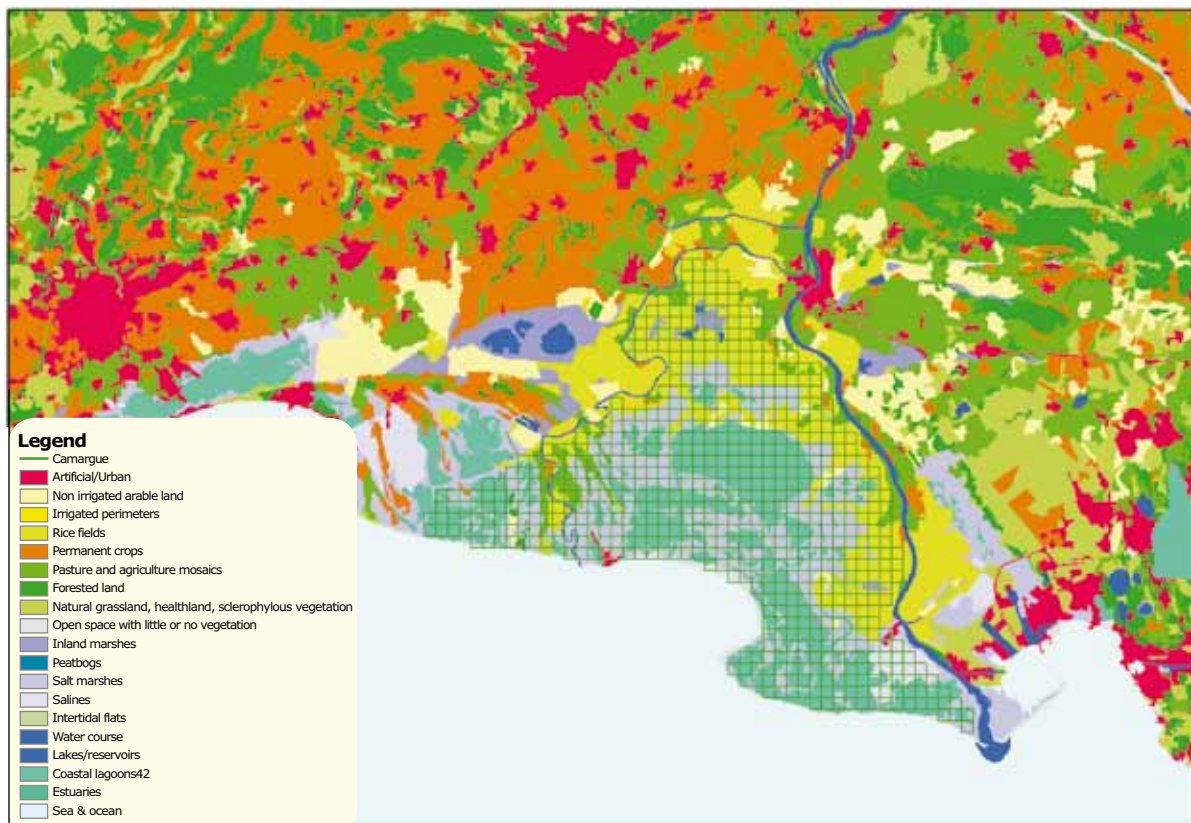 Legend
Camargue
Artificial/Urban
Non irrigated arable land
Irrigated perimeters
Rice fields
Permanent crops
Pasture and agriculture mosaics
Forested land
Natural grassland, healthland, sclerophylous vegetation
Open space with little or no vegetation
Inland marshes
Peatbogs
Salt marshes
Salines
Intertidal flats
Water course
Lakes/reservoirs
Coastal lagoons42
Estuaries
Sea & ocean